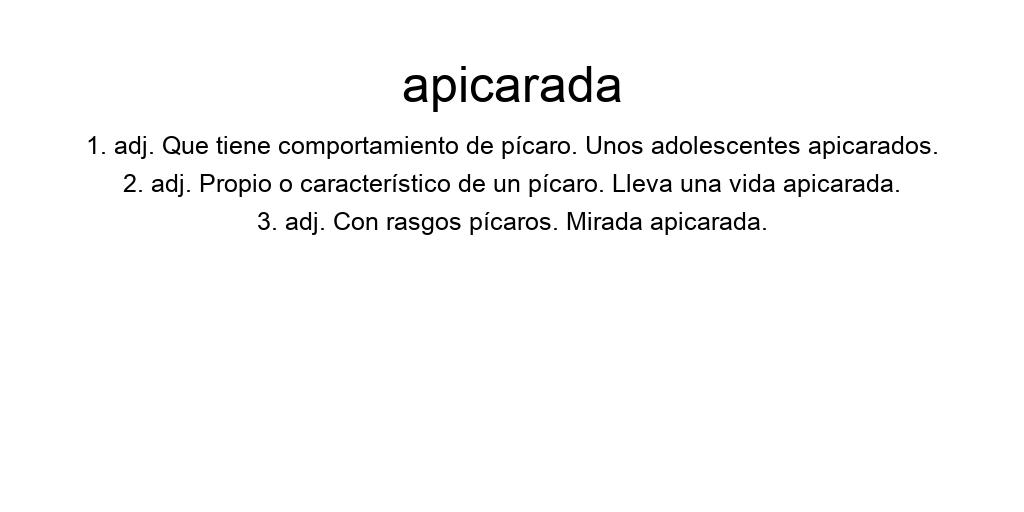 apicarada
1. adj. Que tiene comportamiento de pícaro. Unos adolescentes apicarados.
2. adj. Propio o característico de un pícaro. Lleva una vida apicarada.
3. adj. Con rasgos pícaros. Mirada apicarada.